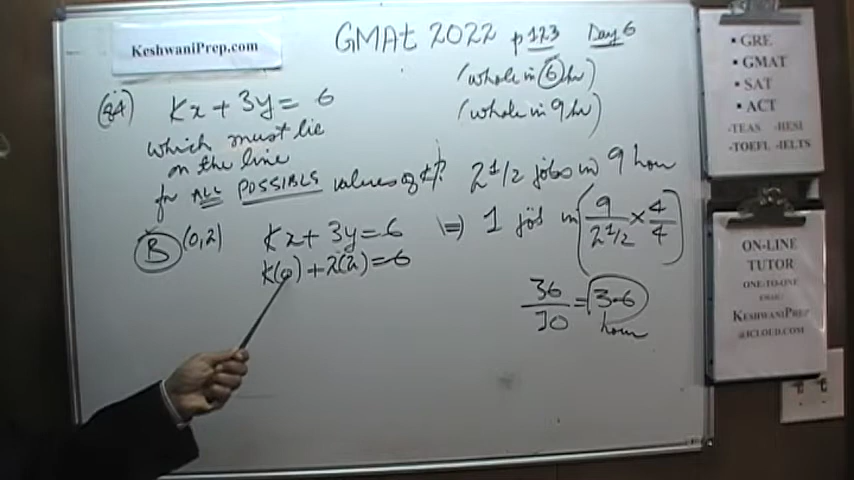 KeshwaniPrep.com
GMAt 2022 p123 Day 6
(whole in 6 hr)
(whole in 9 hr)
84) Kx + 3y = 6
which must lie
on the line
for ALL POSSIBLE values of k?
B (0,2) Kx + 3y = 6
K(0) + 2(2) = 6
2 1/2 jobs in 9 hour
⇒ 1 job in (9/2 1/2 × 4/4)
36/10 = 3.6
hour
• GRE
• GMAT
• SAT
• ACT
-TEAS -HESI
-TOEFL -IELTS
ON-LINE
TUTOR
ONE-TO-ONE
EMAIL:
KESHWANIPREP
@ICLOUD.COM